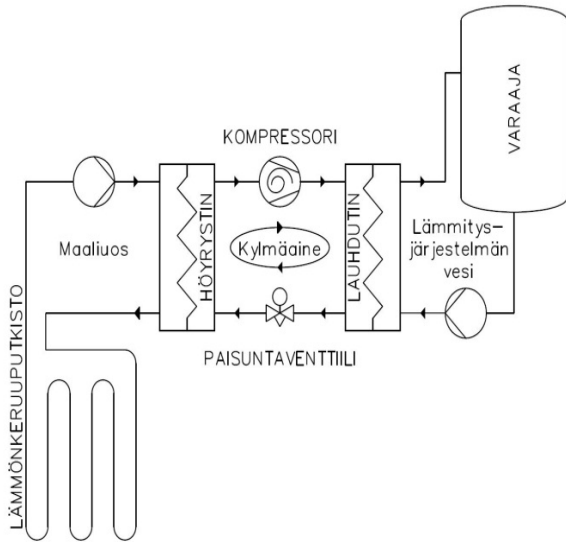 VARAAJA
KOMPRESSORI
Maaliuos
HÖYRYSTIN
Kylmäaine
LAUHDUTIN
Lämmitys-
järjestelmän
vesi
PAISUNTAVENTTIILI
LÄMMÖNKERUUPUTKISTO